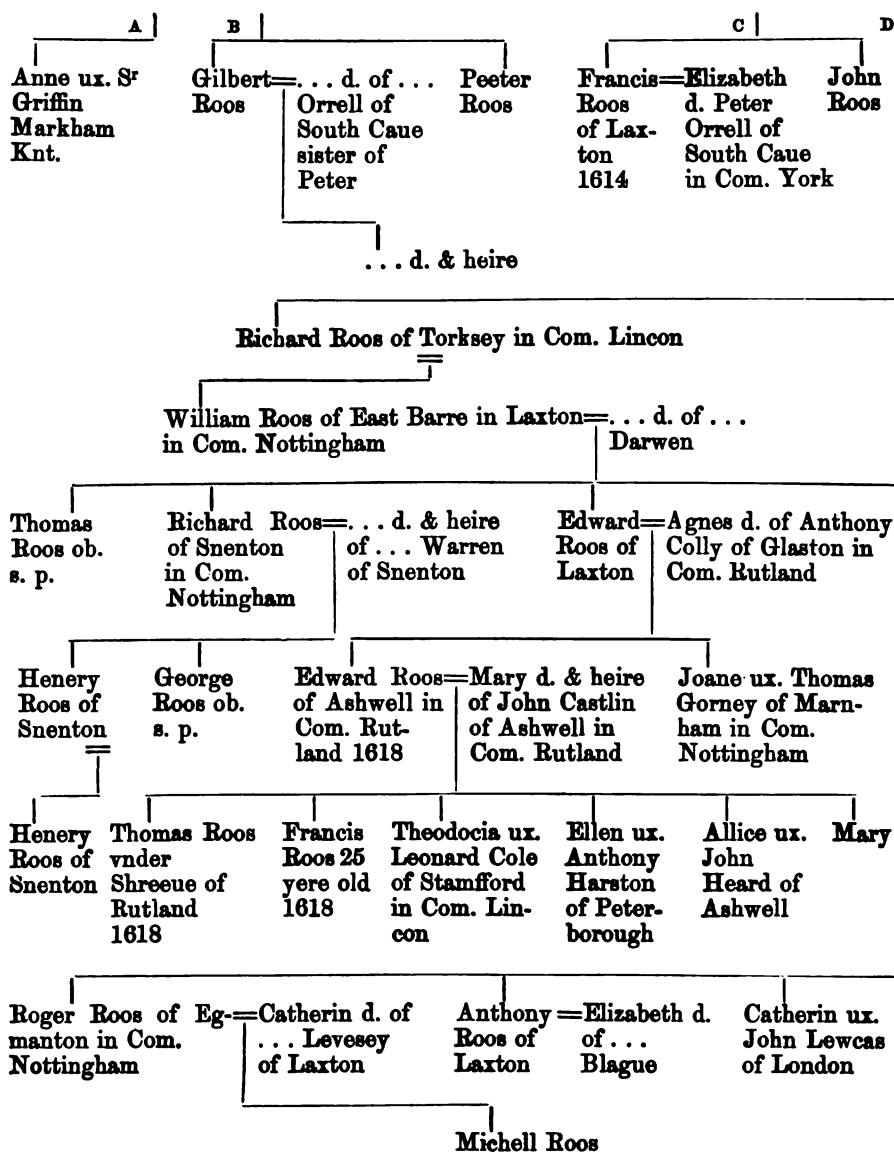 A B C D
Anne ux. Sʳ
Griffin
Markham
Knt.
Gilbert=. . . d. of . . .
Roos
Orrell of
South Caue
sister of
Peter
Peeter
Roos
Francis=Elizabeth
Roos
of Lax-
ton
1614
d. Peter
Orrell of
South Caue
in Com. York
John
Roos
. . . d. & heire
Richard Roos of Torksey in Com. Lincon
William Roos of East Barre in Laxton=. . . d. of . . .
in Com. Nottingham
Darwen
Thomas
Roos ob.
s. p.
Richard Roos=. . . d. & heire
of Snenton
in Com.
Nottingham
of . . . Warren
of Snenton
Edward=Agnes d. of Anthony
Roos of
Laxton
Colly of Glaston in
Com. Rutland
Henery
Roos of
Snenton
George
Roos ob.
s. p.
Edward Roos=Mary d. & heire
of Ashwell in
Com. Rut-
land 1618
of John Castlin
of Ashwell in
Com. Rutland
Joane ux. Thomas
Gorney of Marn-
ham in Com.
Nottingham
Henery
Roos of
Snenton
Thomas Roos
vnder
Shreeue of
Rutland
1618
Francis
Roos 25
yere old
1618
Theodocia ux.
Leonard Cole
of Stamfford
in Com. Lin-
con
Ellen ux.
Anthony
Harston
of Peter-
borough
Allice ux.
John
Heard of
Ashwell
Mary
Roger Roos of Eg-=Catherin d. of
manton in Com.
Nottingham
. . . Levesey
of Laxton
Anthony=Elizabeth d.
Roos of
Laxton
of . . .
Blague
Catherin ux.
John Lewcas
of London
Michell Roos